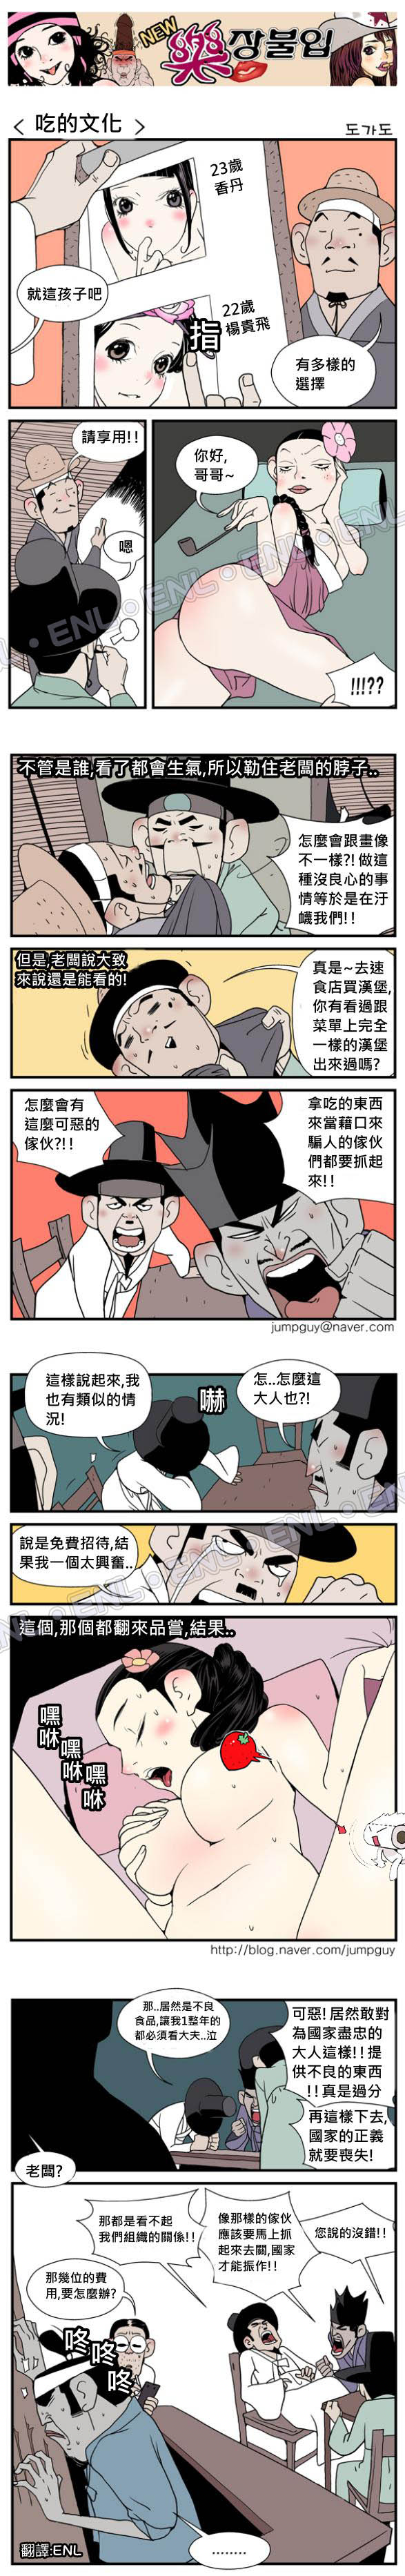 NEW 樂 장불입
< 吃的文化 >
도가도
23歲
香丹
就這孩子吧
22歲
楊貴飛
指
有多樣的
選擇
請享用!!
嗯
你好,
哥哥~
ENL·ENL·ENL·ENL
!!!??
不管是誰,看了都會生氣,所以勒住老闆的脖子..
怎麼會跟畫像
不一樣?!做這
種沒良心的事
情等於是在汙
衊我們!!
但是,老闆說大致
來說還是能看的!
真是~去速
食店買漢堡,
你有看過跟
菜單上完全
一樣的漢堡
出來過嗎?
怎麼會有
這麼可惡的
傢伙?!!
拿吃的東西
來當藉口來
騙人的傢伙
們都要抓起
來!!
jumpguy@naver.com
這樣說起來,我
也有類似的情
況!
嚇
怎..怎麼這
大人也?!
說是免費招待,結
果我一個太興奮..
ENL·ENL·ENL·ENL
這個,那個都翻來品嘗,結果..
嘿咻
嘿咻
嘿咻
http://blog.naver.com/jumpguy
那..居然是不良
食品,讓我1整年的
都必須看大夫..泣
可惡!居然敢對
為國家盡忠的
大人這樣!!提
供不良的東西
!!真是過分
再這樣下去,
國家的正義
就要喪失!
老闆?
那都是看不起
我們組織的關係!!
像那樣的傢伙
應該要馬上抓
起來去關,國家
才能振作!!
您說的沒錯!!
那幾位的費
用,要怎麼辦?
咚
咚
咚
翻譯:ENL
........